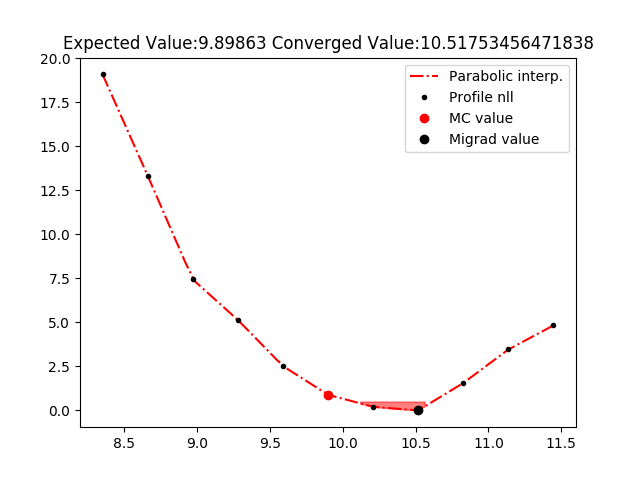 Expected Value:9.89863 Converged Value:10.51753456471838
20.0
17.5
15.0
12.5
10.0
7.5
5.0
2.5
0.0
Parabolic interp.
Profile nll
MC value
Migrad value
8.5 9.0 9.5 10.0 10.5 11.0 11.5